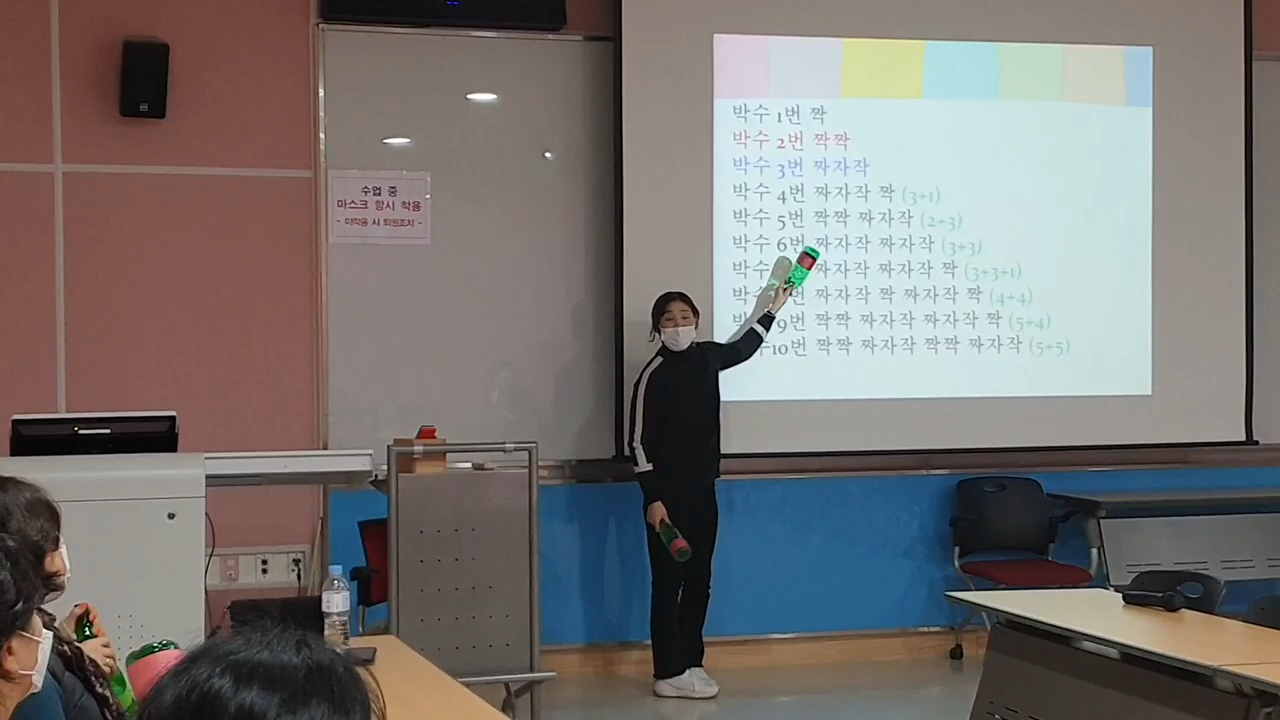 수업 중
마스크 항시 착용
- 미착용 시 퇴원조치 -
박수 1번 짝
박수 2번 짝짝
박수 3번 짜자작
박수 4번 짜자작 짝 (3+1)
박수 5번 짝짝 짜자작 (2+3)
박수 6번 짜자작 짜자작 (3+3)
박수 짜자작 짜자작 짝 (3+3+1)
박수 번 짜자작 짝 짜자작 짝 (4+4)
박수 9번 짝짝 짜자작 짜자작 짝 (5+4)
10번 짝짝 짜자작 짝짝 짜자작 (5+5)